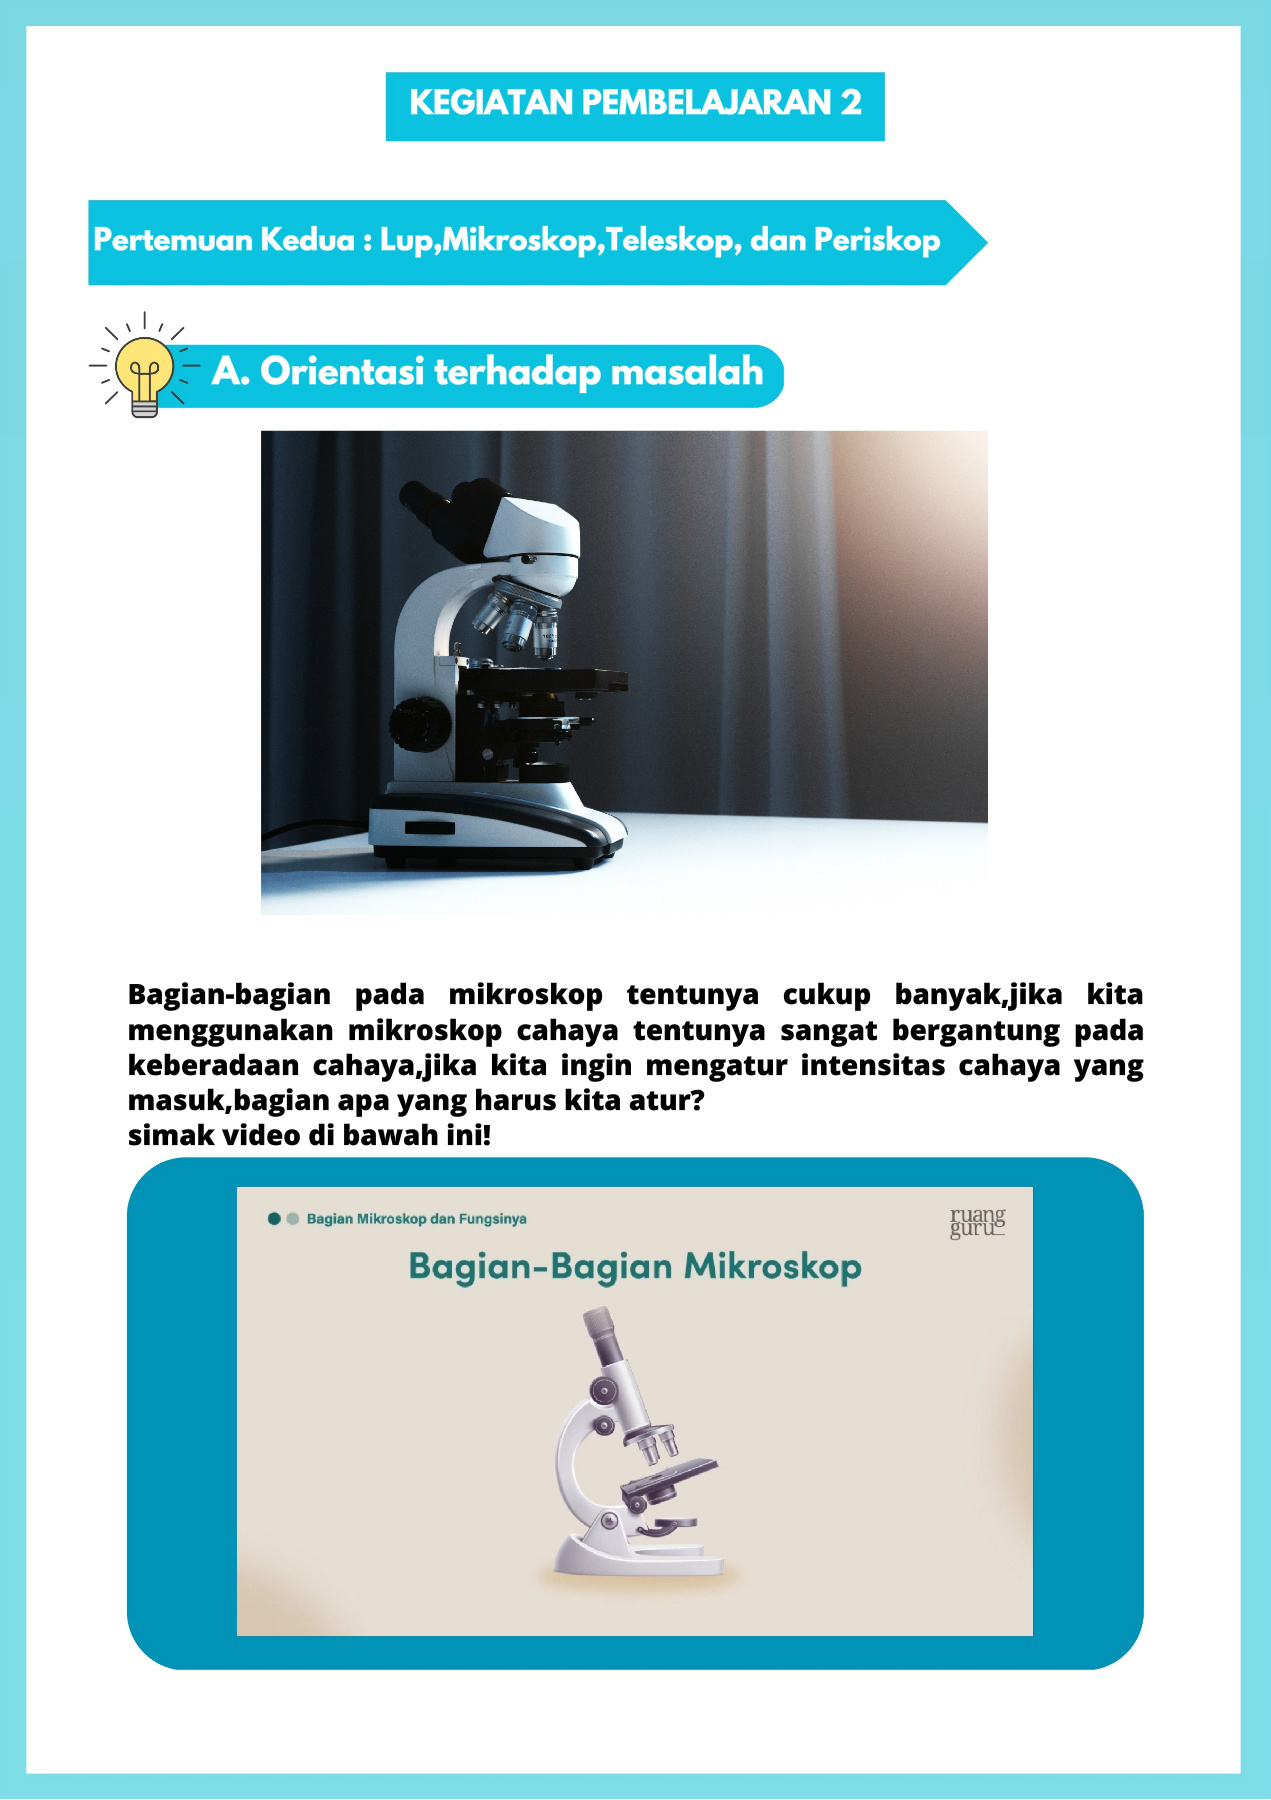 KEGIATAN PEMBELAJARAN 2
Pertemuan Kedua : Lup,Mikroskop,Teleskop, dan Periskop
A. Orientasi terhadap masalah
Bagian-bagian pada mikroskop tentunya cukup banyak,jika kita
menggunakan mikroskop cahaya tentunya sangat bergantung pada
keberadaan cahaya,jika kita ingin mengatur intensitas cahaya yang
masuk,bagian apa yang harus kita atur?
simak video di bawah ini!
Bagian Mikroskop dan Fungsinya
ruang
guru
Bagian-Bagian Mikroskop